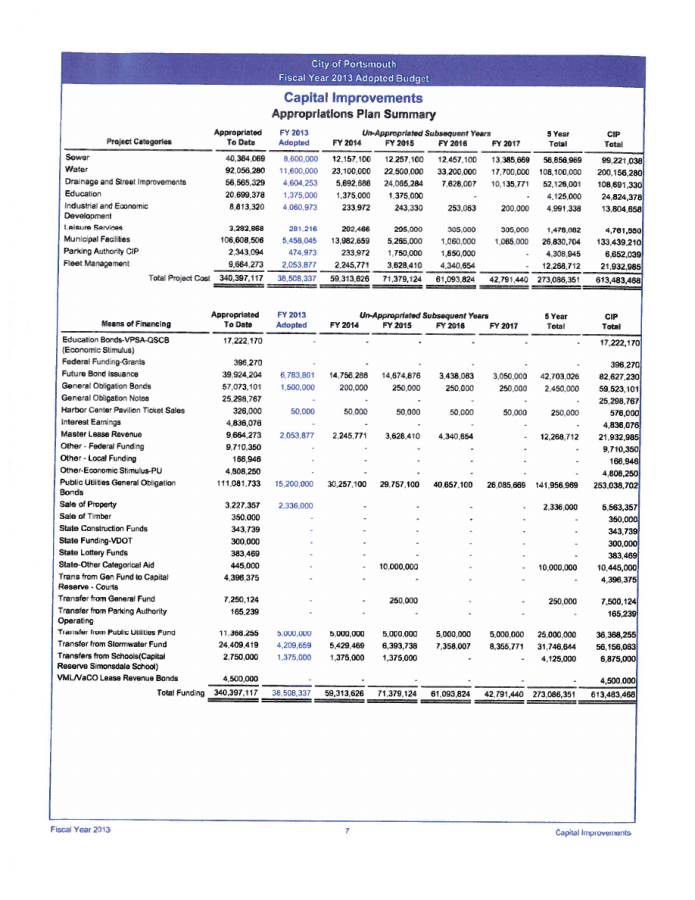 City of Portsmouth
Fiscal Year 2013 Adopted Budget
Capital Improvements
Appropriations Plan Summary
Appropriated FY 2013 Un-Appropriated Subsequent Years 5 Year CIP
Project Categories To Date Adopted FY 2014 FY 2015 FY 2016 FY 2017 Total Total
Sewer 40,364,069 8,600,000 12,157,100 12,257,100 12,457,100 13,385,669 58,856,969 99,221,038
Water 92,056,280 11,600,000 23,100,000 22,500,000 33,200,000 17,700,000 108,100,000 200,156,280
Drainage and Street Improvements 56,565,329 4,604,253 5,692,686 24,065,284 7,628,007 10,135,771 52,126,001 108,691,330
Education 20,699,378 1,375,000 1,375,000 1,375,000 - - 4,125,000 24,824,378
Industrial and Economic 8,813,320 4,060,973 233,972 243,330 253,063 200,000 4,991,338 13,804,658
Development
Leisure Services 3,282,968 281,216 292,466 295,000 305,000 305,000 1,478,682 4,761,650
Municipal Facilities 106,608,506 5,458,045 13,982,659 5,265,000 1,060,000 1,065,000 26,830,704 133,439,210
Parking Authority CIP 2,343,094 474,973 233,972 1,750,000 1,850,000 - 4,308,945 6,652,039
Fleet Management 9,664,273 2,053,877 2,245,771 3,628,410 4,340,654 - 12,268,712 21,932,985
Total Project Cost 340,397,117 38,508,337 59,313,626 71,379,124 61,093,824 42,791,440 273,086,351 613,483,468
Appropriated FY 2013 Un-Appropriated Subsequent Years 5 Year CIP
Means of Financing To Date Adopted FY 2014 FY 2015 FY 2016 FY 2017 Total Total
Education Bonds-VPSA-QSCB 17,222,170 - - - - - - 17,222,170
(Economic Stimulus)
Federal Funding-Grants 396,270 - - - - - - 396,270
Future Bond Issuance 39,924,204 6,783,801 14,756,286 14,674,876 3,438,063 3,050,000 42,703,026 82,627,230
General Obligation Bonds 57,073,101 1,500,000 200,000 250,000 250,000 250,000 2,450,000 59,523,101
General Obligation Notes 25,298,767 - - - - - - 25,298,767
Harbor Center Pavilion Ticket Sales 326,000 50,000 50,000 50,000 50,000 50,000 250,000 576,000
Interest Earnings 4,836,076 - - - - - - 4,836,076
Master Lease Revenue 9,664,273 2,053,877 2,245,771 3,628,410 4,340,654 - 12,268,712 21,932,985
Other - Federal Funding 9,710,350 - - - - - - 9,710,350
Other - Local Funding 166,946 - - - - - - 166,946
Other-Economic Stimulus-PU 4,808,250 - - - - - - 4,808,250
Public Utilities General Obligation 111,081,733 15,200,000 30,257,100 29,757,100 40,657,100 26,085,669 141,956,969 253,038,702
Bonds
Sale of Property 3,227,357 2,336,000 - - - - 2,336,000 5,563,357
Sale of Timber 350,000 - - - - - - 350,000
State Construction Funds 343,739 - - - - - - 343,739
State Funding-VDOT 300,000 - - - - - - 300,000
State Lottery Funds 383,469 - - - - - - 383,469
State-Other Categorical Aid 445,000 - - 10,000,000 - - 10,000,000 10,445,000
Trans from Gen Fund to Capital 4,396,375 - - - - - - 4,396,375
Reserve - Courts
Transfer from General Fund 7,250,124 - - 250,000 - - 250,000 7,500,124
Transfer from Parking Authority 165,239 - - - - - - 165,239
Operating
Transfer from Public Utilities Fund 11,368,255 5,000,000 5,000,000 5,000,000 5,000,000 5,000,000 25,000,000 36,368,255
Transfer from Stormwater Fund 24,409,419 4,209,659 5,429,469 6,393,738 7,358,007 8,355,771 31,746,644 56,156,063
Transfers from Schools(Capital 2,750,000 1,375,000 1,375,000 1,375,000 - - 4,125,000 6,875,000
Reserve Simonsdale School)
VML/VaCO Lease Revenue Bonds 4,500,000 - - - - - - 4,500,000
Total Funding 340,397,117 38,508,337 59,313,626 71,379,124 61,093,824 42,791,440 273,086,351 613,483,468
Fiscal Year 2013 7 Capital Improvements